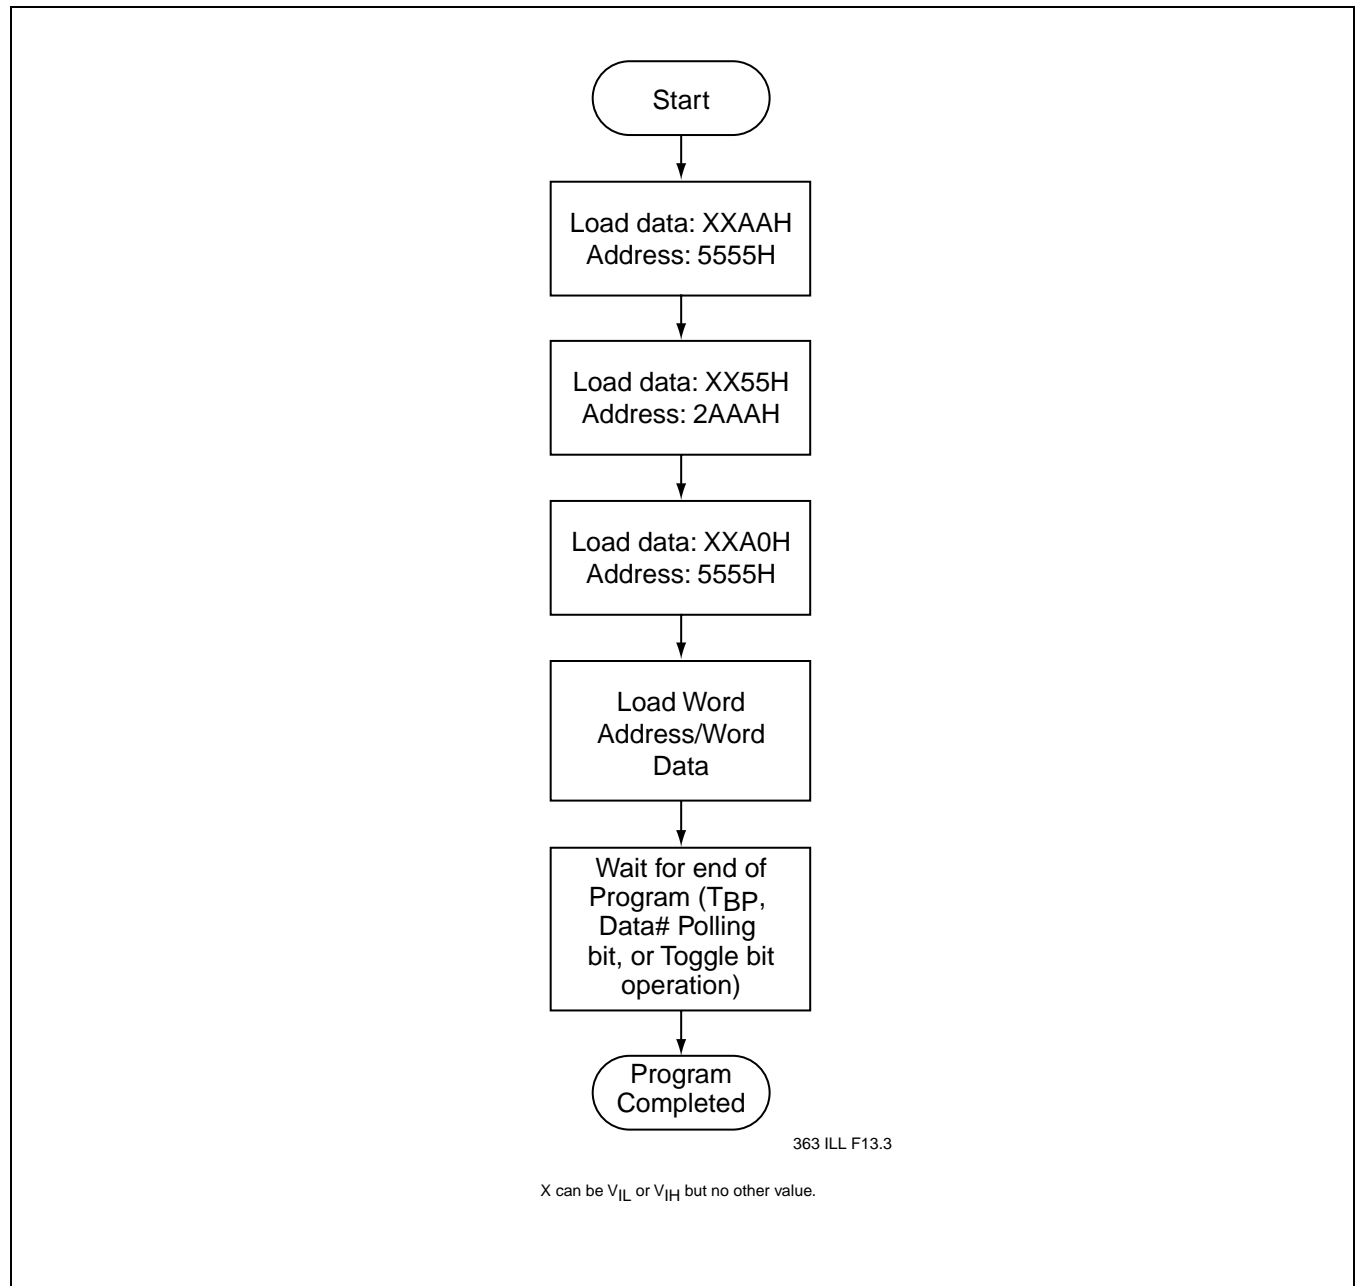 Start
Load data: XXAAH
Address: 5555H
Load data: XX55H
Address: 2AAAH
Load data: XXA0H
Address: 5555H
Load Word
Address/Word
Data
Wait for end of
Program (TBP,
Data# Polling
bit, or Toggle bit
operation)
Program
Completed
363 ILL F13.3
X can be VIL or VIH but no other value.